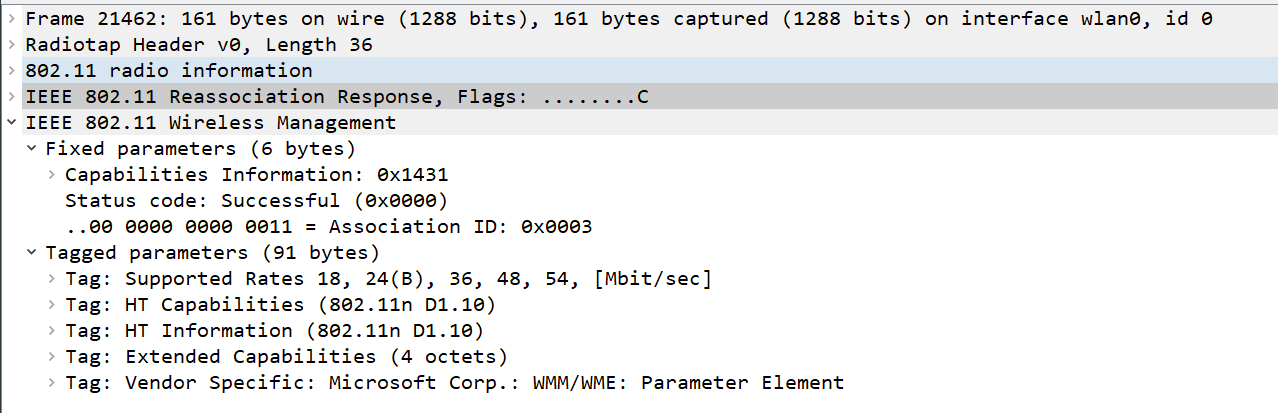 Frame 21462: 161 bytes on wire (1288 bits), 161 bytes captured (1288 bits) on interface wlan0, id 0
Radiotap Header v0, Length 36
802.11 radio information
IEEE 802.11 Reassociation Response, Flags: ........C
IEEE 802.11 Wireless Management
Fixed parameters (6 bytes)
Capabilities Information: 0x1431
Status code: Successful (0x0000)
..00 0000 0000 0011 = Association ID: 0x0003
Tagged parameters (91 bytes)
Tag: Supported Rates 18, 24(B), 36, 48, 54, [Mbit/sec]
Tag: HT Capabilities (802.11n D1.10)
Tag: HT Information (802.11n D1.10)
Tag: Extended Capabilities (4 octets)
Tag: Vendor Specific: Microsoft Corp.: WMM/WME: Parameter Element